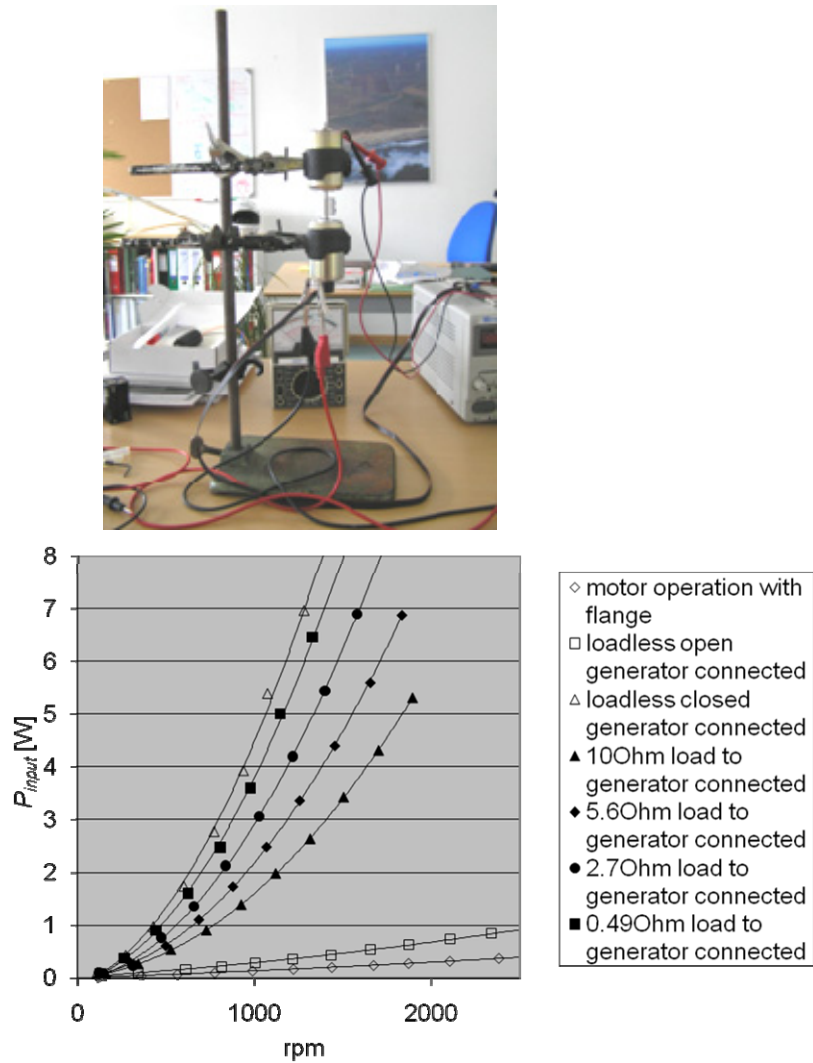 8
7
6
5
4
3
2
1
0
P_input [W]
0 1000 2000
rpm
motor operation with
flange
loadless open
generator connected
loadless closed
generator connected
10Ohm load to
generator connected
5.6Ohm load to
generator connected
2.7Ohm load to
generator connected
0.49Ohm load to
generator connected